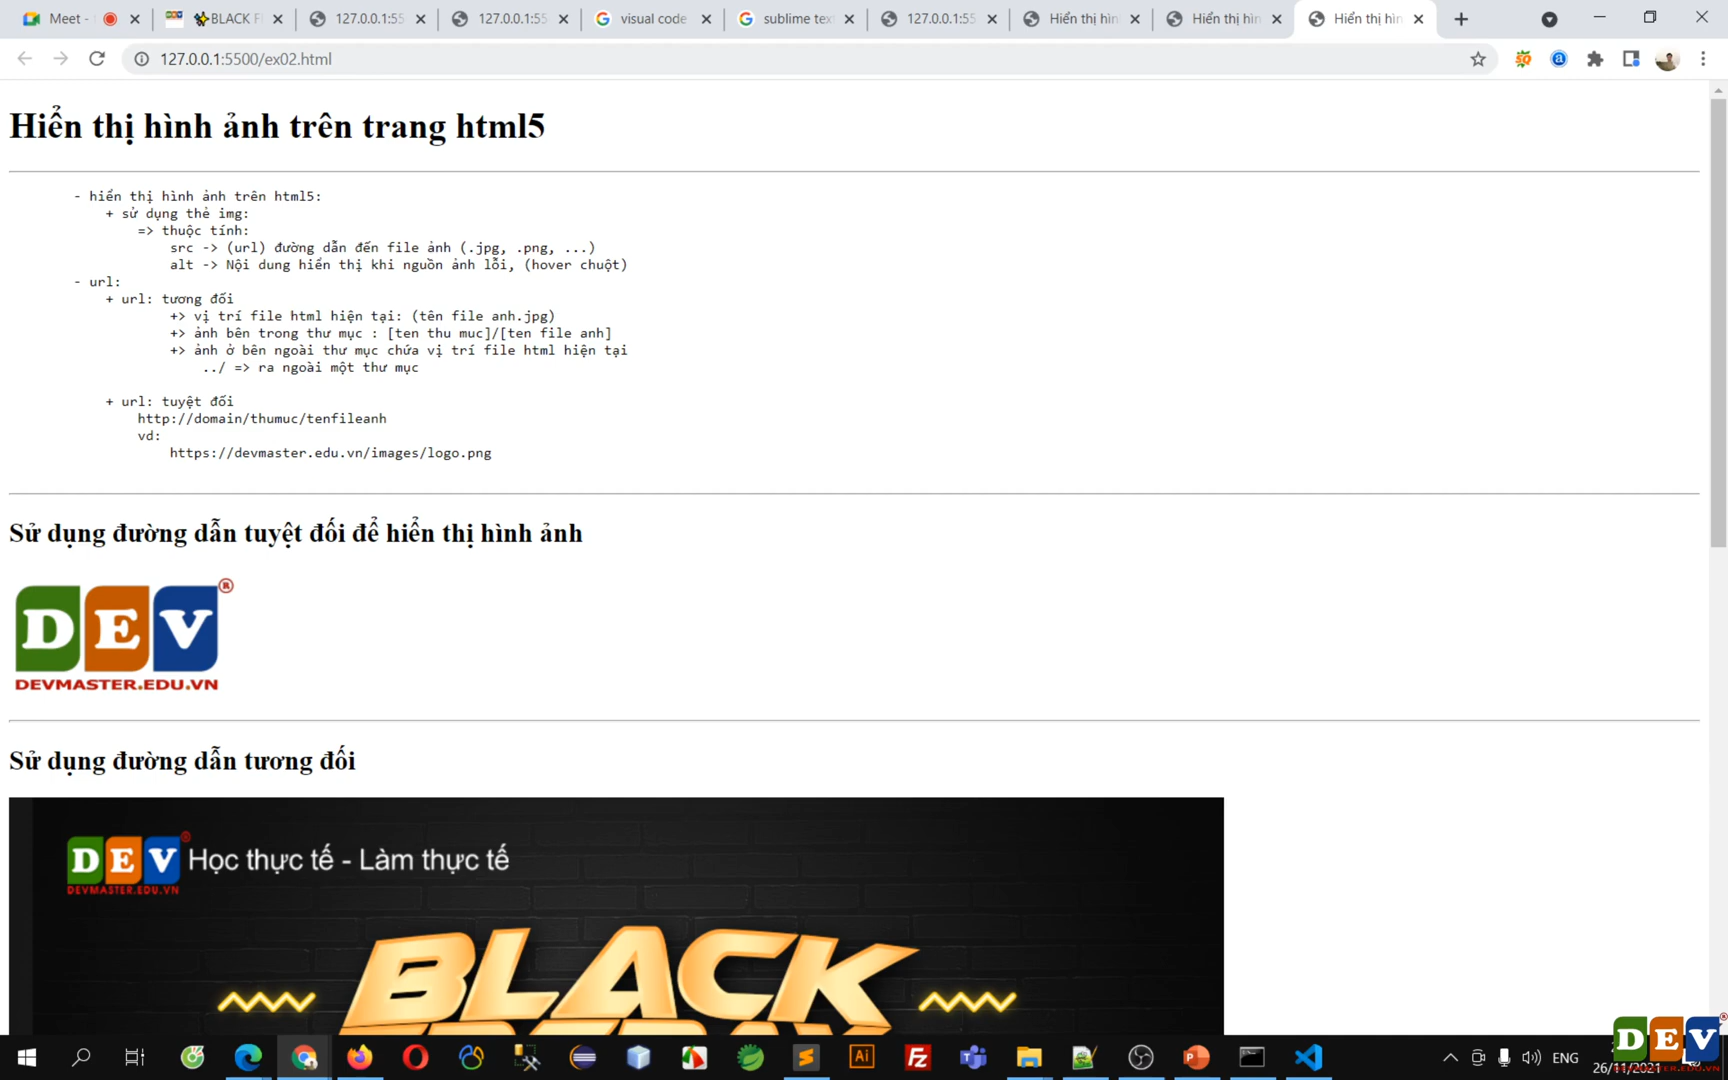 Meet -
BLACK F
127.0.0.1:55
127.0.0.1:55
visual code
sublime tex
127.0.0.1:55
Hiển thị hìn
Hiển thị hìn
Hiển thị hìn
127.0.0.1:5500/ex02.html
Hiển thị hình ảnh trên trang html5
- hiển thị hình ảnh trên html5:
+ sử dụng thẻ img:
=> thuộc tính:
src -> (url) đường dẫn đến file ảnh (.jpg, .png, ...)
alt -> Nội dung hiển thị khi nguồn ảnh lỗi, (hover chuột)
- url:
+ url: tương đối
+> vị trí file html hiện tại: (tên file anh.jpg)
+> ảnh bên trong thư mục : [ten thu muc]/[ten file anh]
+> ảnh ở bên ngoài thư mục chứa vị trí file html hiện tại
../ => ra ngoài một thư mục
+ url: tuyệt đối
http://domain/thumuc/tenfileanh
vd:
https://devmaster.edu.vn/images/logo.png
Sử dụng đường dẫn tuyệt đối để hiển thị hình ảnh
DEV ®
DEVMASTER.EDU.VN
Sử dụng đường dẫn tương đối
DEV Học thực tế - Làm thực tế
DEVMASTER.EDU.VN
BLACK
ENG
26/11/2021
DEV ®
DEVMASTER.EDU.VN